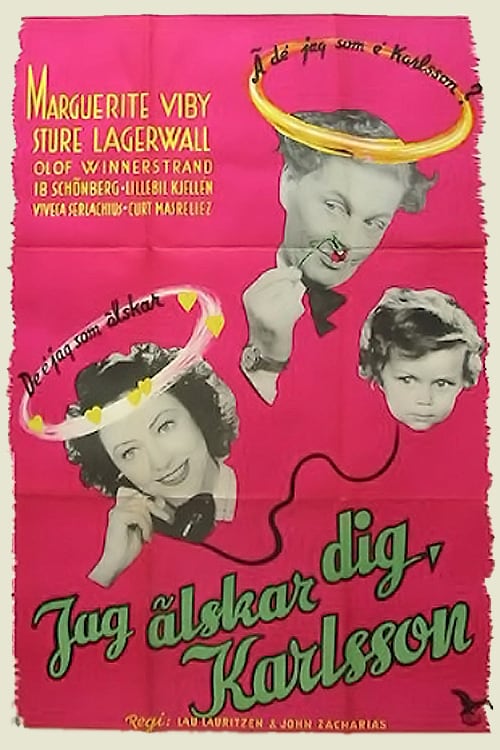 Å dé jag som é Karlsson?
MARGUERITE VIBY
STURE LAGERWALL
OLOF WINNERSTRAND
IB SCHÖNBERG · LILLEBIL KJELLEN
VIVECA SERLACHIUS · CURT MASRELIEZ
De é jag som älskar
Jag älskar dig,
Karlsson
Regi: LAU LAURITZEN & JOHN ZACHARIAS